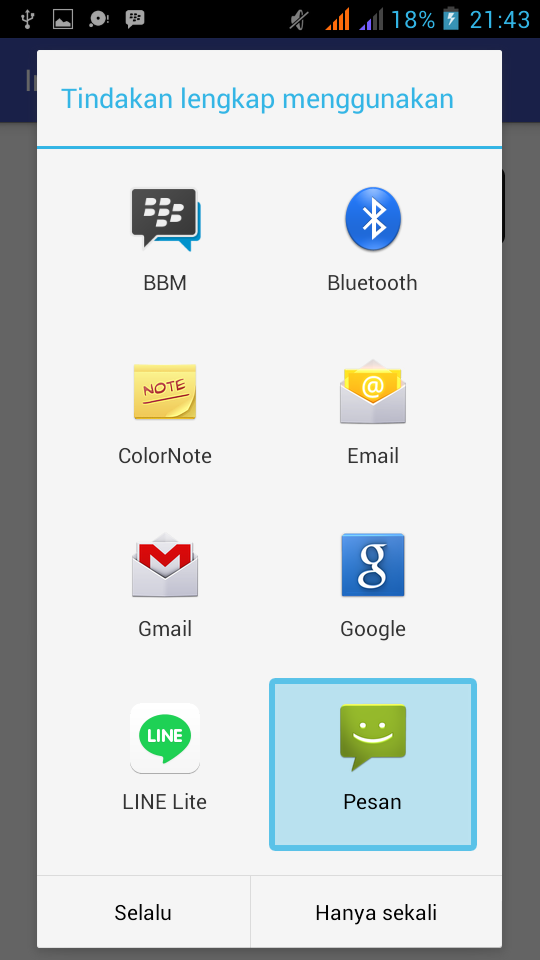 18% 21:43
Tindakan lengkap menggunakan
BBM
Bluetooth
NOTE
ColorNote
@
Email
Gmail
g
Google
LINE
LINE Lite
Pesan
Selalu
Hanya sekali